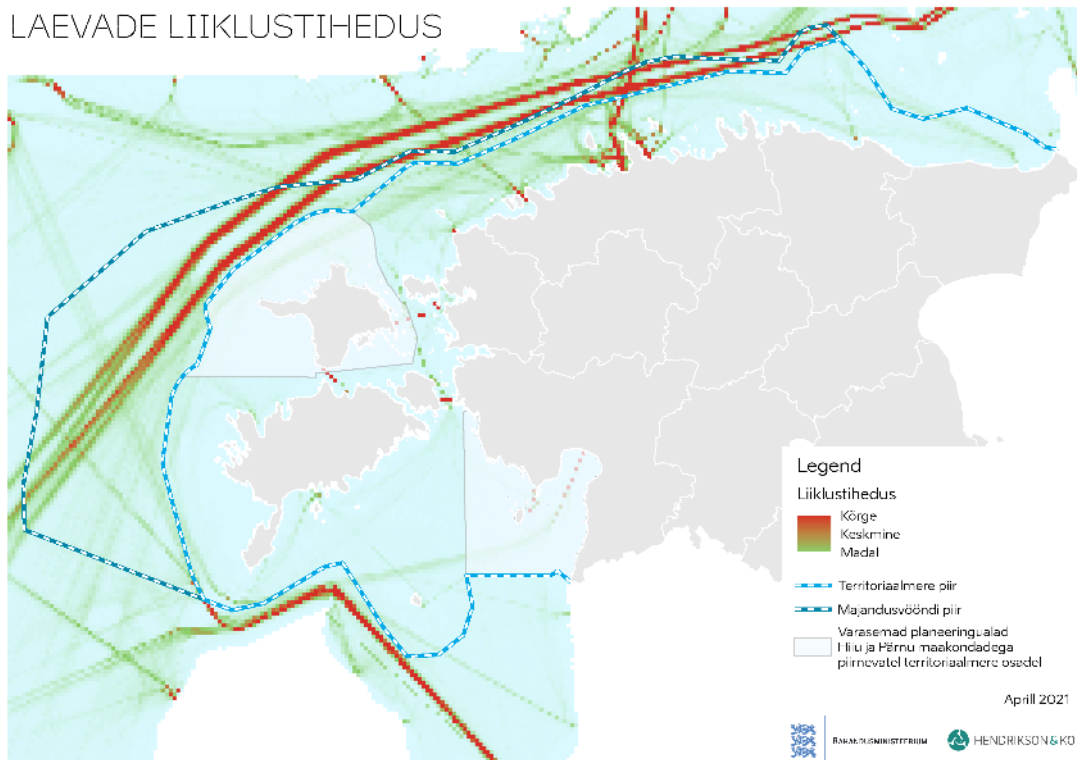 LAEVADE LIIKLUSTIHEDUS
Legend
Liiklustihedus
Kõrge
Keskmine
Madal
Territoriaalmere piir
Majandusvööndi piir
Varasemad planeeringualad
Hiiu ja Pärnu maakondadega
piirnevatel territoriaalmere osadel
Aprill 2021
RAHANDUSMINISTEERIUM
HENDRIKSON&KO